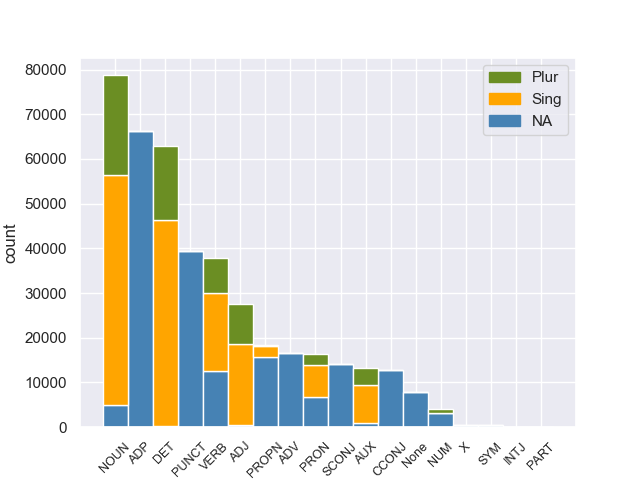 80000
70000
60000
50000
40000
30000
20000
10000
0
count
Plur
Sing
NA
NOUN
ADP
DET
PUNCT
VERB
ADJ
PROPN
ADV
PRON
SCONJ
AUX
CCONJ
None
NUM
X
SYM
INTJ
PART